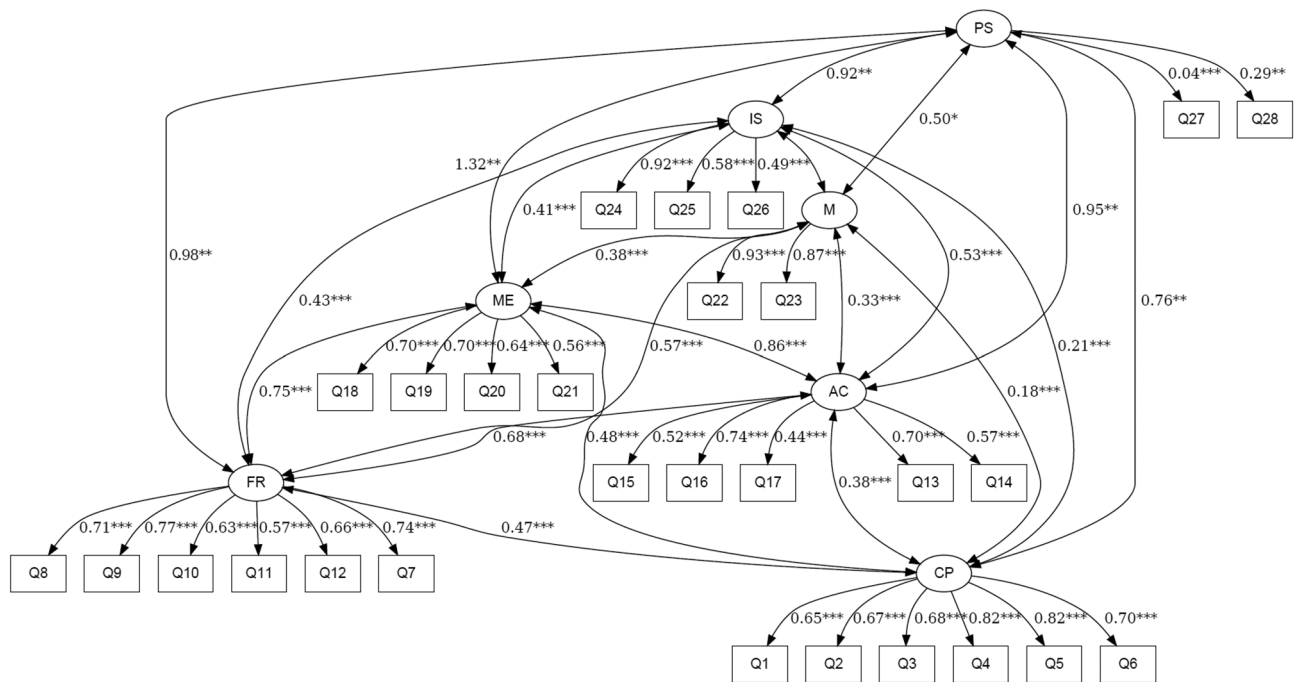 PS
0.92**
0.04***
0.29**
IS
0.50*
Q27
Q28
1.32**
0.92***
0.58***
0.49***
Q24
Q25
Q26
M
0.41***
0.95**
0.98**
0.38***
0.93***
0.87***
0.53***
ME
Q22
Q23
0.43***
0.33***
0.76**
0.70***
0.70***
0.64***
0.56***
0.57***
0.86***
0.21***
Q18
Q19
Q20
Q21
0.75***
AC
0.18***
0.68***
0.48***
0.52***
0.74***
0.44***
0.70***
0.57***
FR
Q15
Q16
Q17
0.38***
Q13
Q14
0.71***
0.77***
0.63***
0.57***
0.66***
0.74***
0.47***
Q8
Q9
Q10
Q11
Q12
Q7
CP
0.65***
0.67***
0.68***
0.82***
0.82***
0.70***
Q1
Q2
Q3
Q4
Q5
Q6